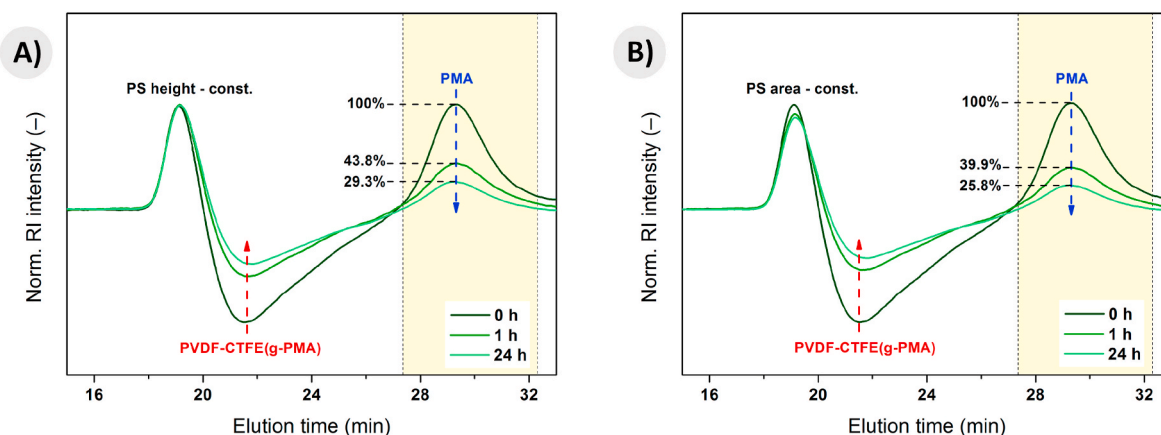 A)
Norm. RI intensity (–)
PS height - const.
PMA
100%
43.8%
29.3%
PVDF-CTFE(g-PMA)
0 h
1 h
24 h
16 20 24 28 32
Elution time (min)
B)
Norm. RI intensity (–)
PS area - const.
PMA
100%
39.9%
25.8%
PVDF-CTFE(g-PMA)
0 h
1 h
24 h
16 20 24 28 32
Elution time (min)